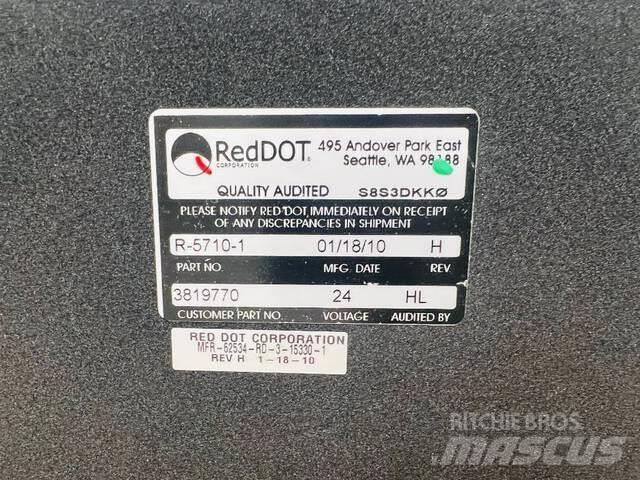 RedDOT®
CORPORATION
495 Andover Park East
Seattle, WA 98188
QUALITY AUDITED S8S3DKKØ
PLEASE NOTIFY RED DOT IMMEDIATELY ON RECEIPT
OF ANY DISCREPANCIES IN SHIPMENT
R-5710-1 01/18/10 H
PART NO. MFG. DATE REV.
3819770 24 HL
CUSTOMER PART NO. VOLTAGE AUDITED BY
RED DOT CORPORATION
MFR-62534-RD-3-15330-1
REV H 1-18-10
RITCHIE BROS.
MASCUS